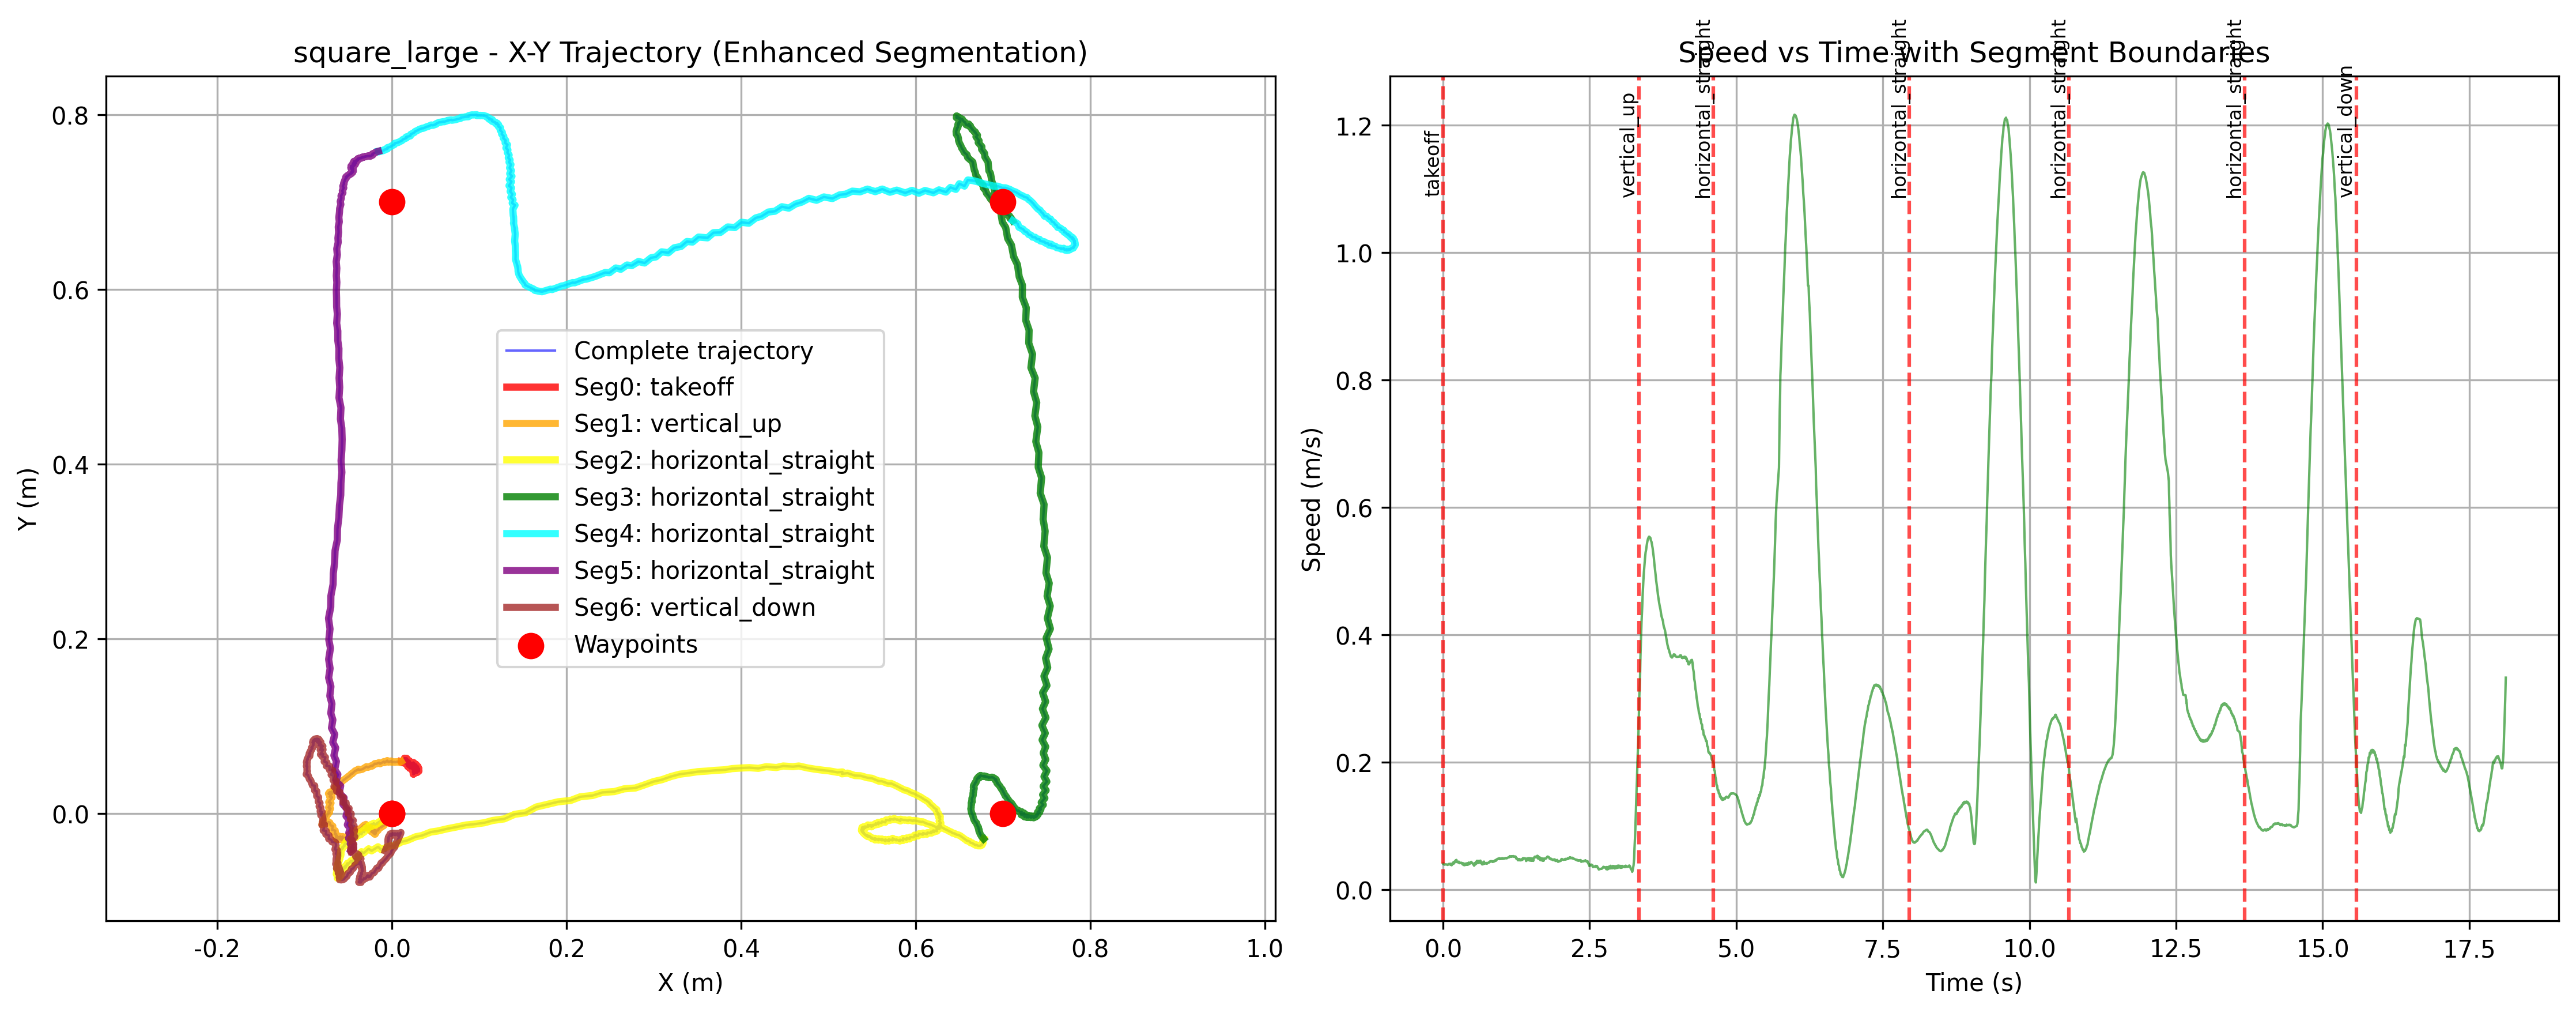 square_large - X-Y Trajectory (Enhanced Segmentation)
0.8
0.6
0.4
0.2
0.0
Y (m)
-0.2
0.0
0.2
0.4
0.6
0.8
1.0
X (m)
Complete trajectory
Seg0: takeoff
Seg1: vertical_up
Seg2: horizontal_straight
Seg3: horizontal_straight
Seg4: horizontal_straight
Seg5: horizontal_straight
Seg6: vertical_down
Waypoints
Speed vs Time with Segment Boundaries
takeoff
vertical_up
horizontal_straight
horizontal_straight
horizontal_straight
horizontal_straight
vertical_down
1.2
1.0
0.8
0.6
0.4
0.2
0.0
Speed (m/s)
0.0
2.5
5.0
7.5
10.0
12.5
15.0
17.5
Time (s)